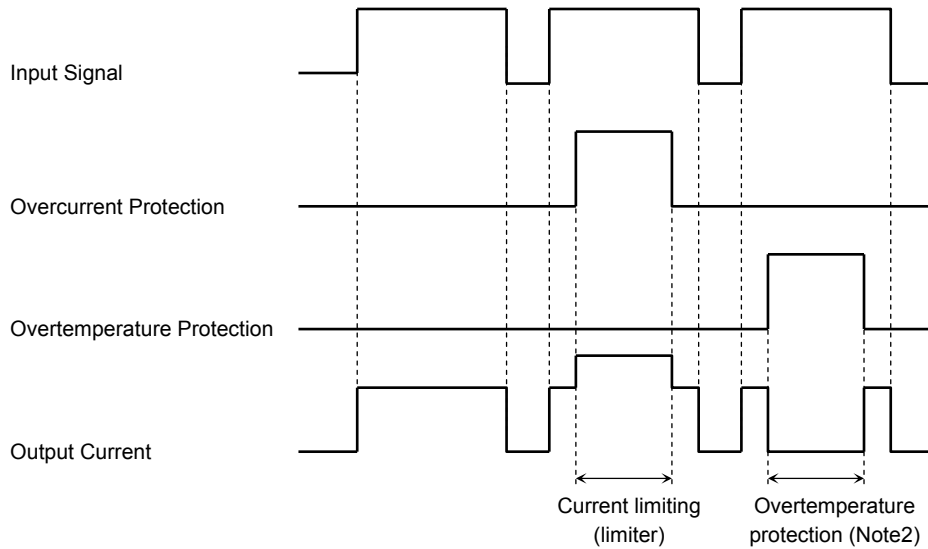 Input Signal
Overcurrent Protection
Overtemperature Protection
Output Current
Current limiting
(limiter)
Overtemperature
protection (Note2)